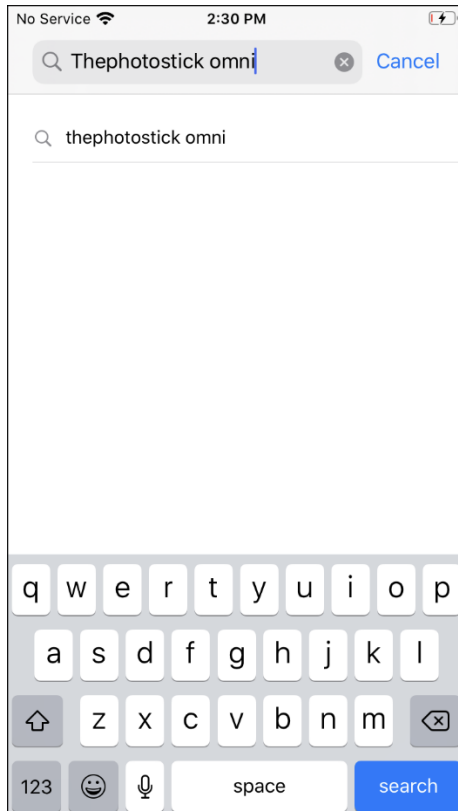 No Service 2:30 PM
Thephotostick omni Cancel
thephotostick omni
q w e r t y u i o p
a s d f g h j k l
z x c v b n m
123 space search